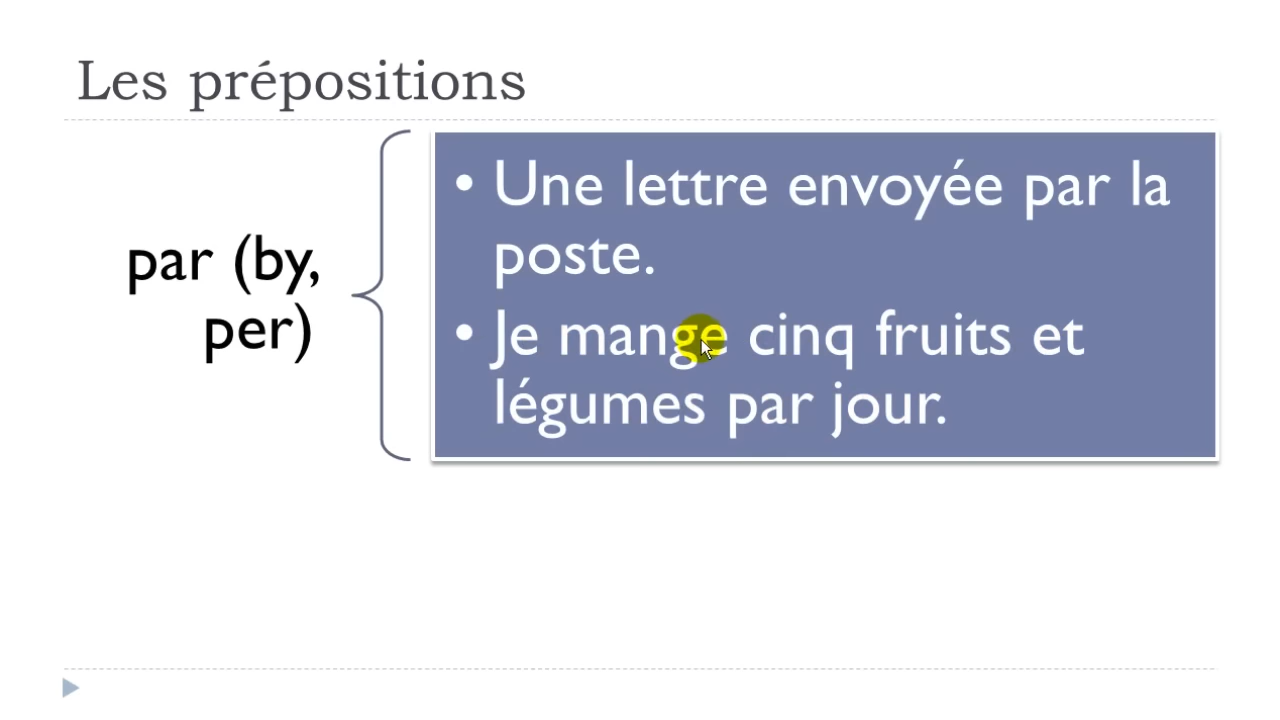 Les prépositions
par (by,
per)
• Une lettre envoyée par la
poste.
• Je mange cinq fruits et
légumes par jour.